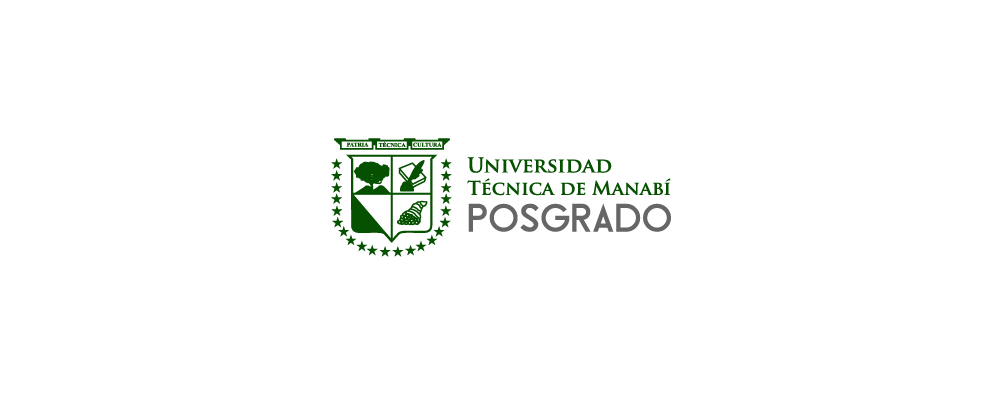 PATRIA TÉCNICA CULTURA
UNIVERSIDAD
TÉCNICA DE MANABÍ
POSGRADO